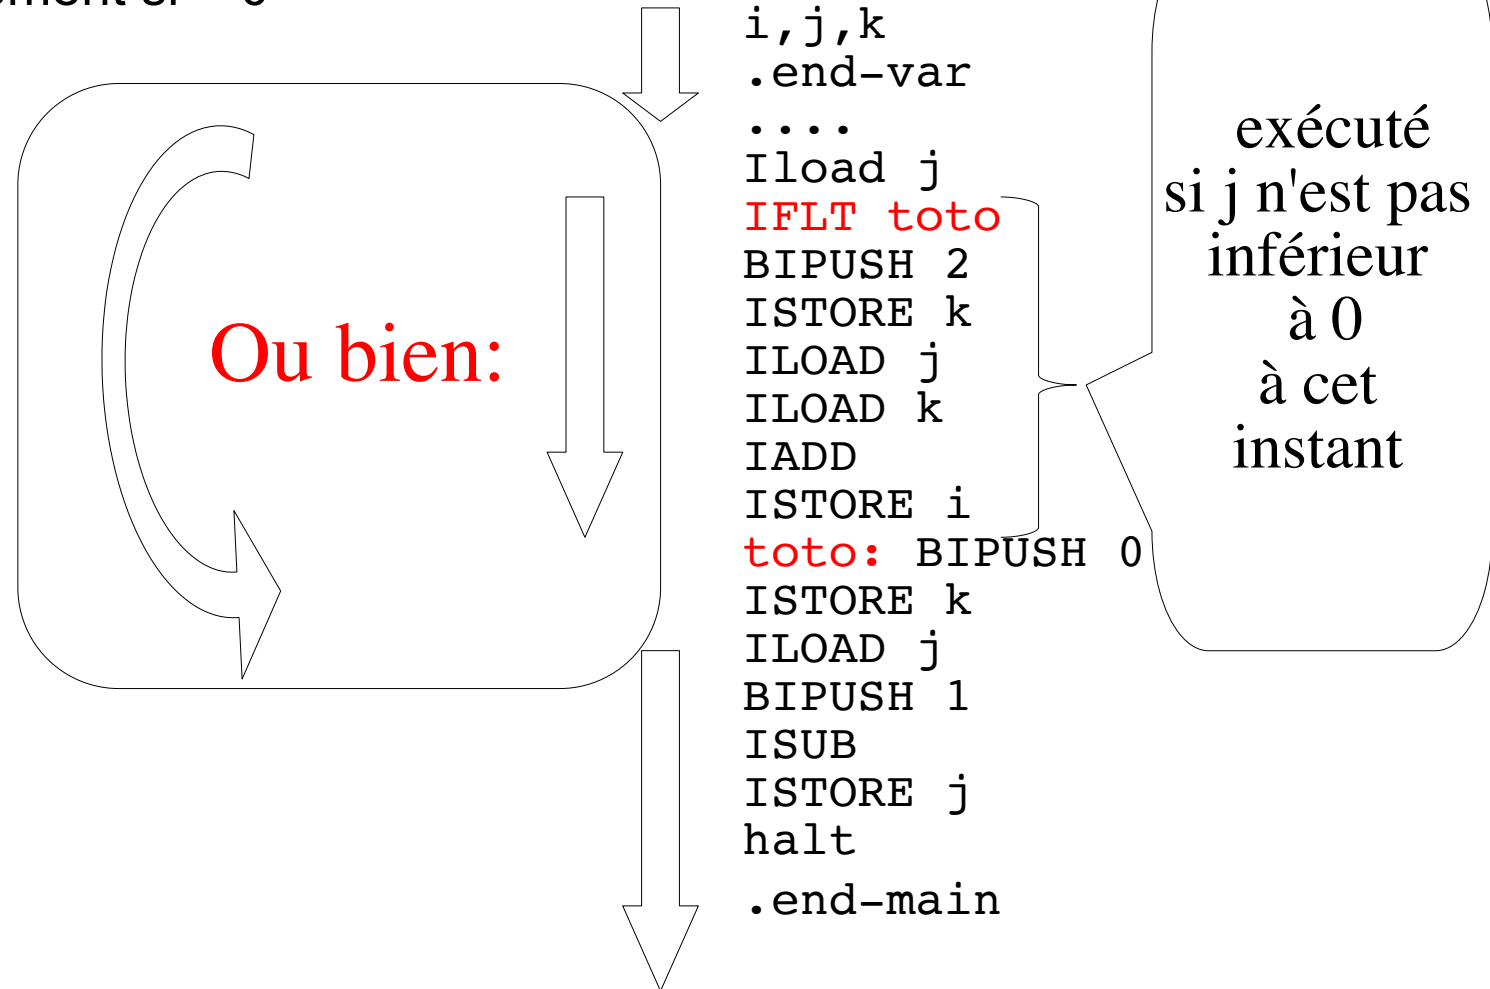 i,j,k
.end-var
....
Iload j
IFLT toto
BIPUSH 2
ISTORE k
ILOAD j
ILOAD k
IADD
ISTORE i
toto: BIPUSH 0
ISTORE k
ILOAD j
BIPUSH 1
ISUB
ISTORE j
halt
.end-main
Ou bien:
exécuté
si j n'est pas
inférieur
à 0
à cet
instant